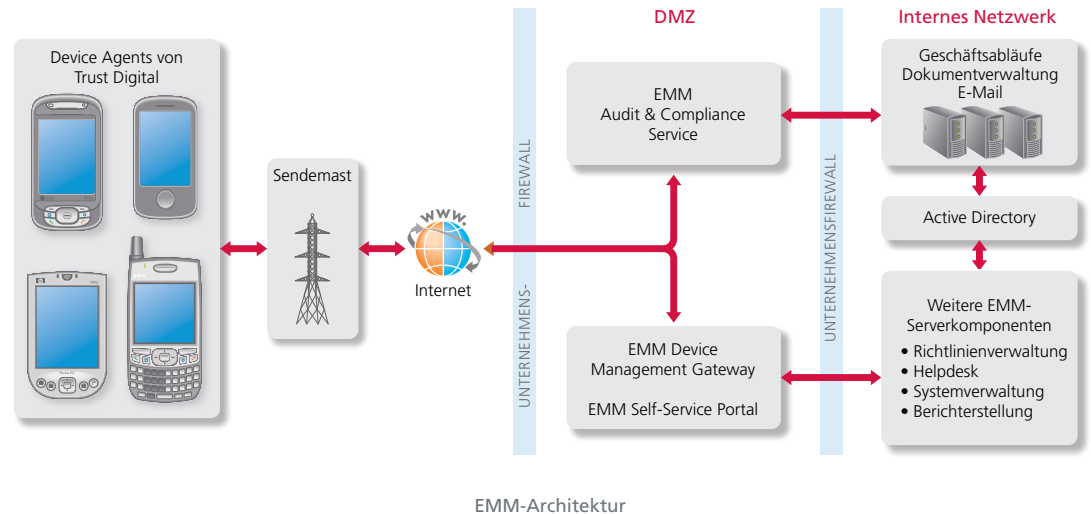 DMZ
Internes Netzwerk
Device Agents von
Trust Digital
Sendemast
www.
Internet
UNTERNEHMENS-
FIREWALL
EMM
Audit & Compliance
Service
EMM Device
Management Gateway
EMM Self-Service Portal
UNTERNEHMENSFIREWALL
Geschäftsabläufe
Dokumentverwaltung
E-Mail
Active Directory
Weitere EMM-
Serverkomponenten
• Richtlinienverwaltung
• Helpdesk
• Systemverwaltung
• Berichterstellung
EMM-Architektur